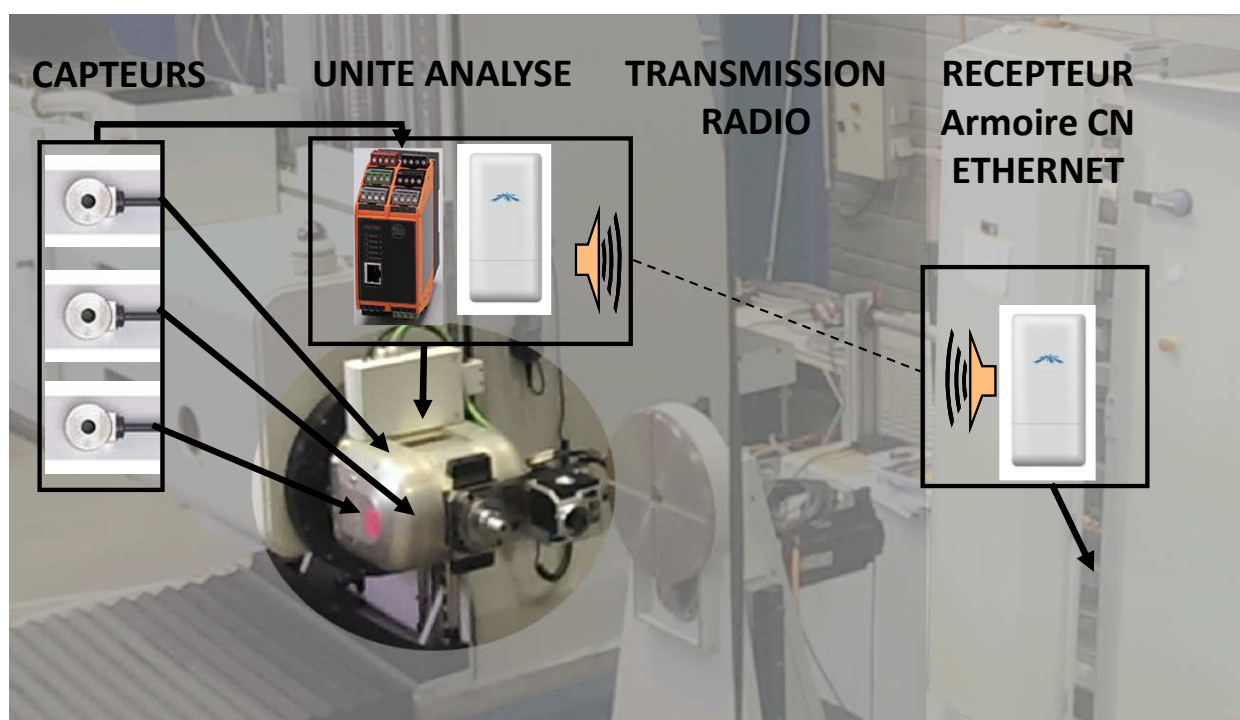 CAPTEURS
UNITE ANALYSE
TRANSMISSION
RADIO
RECEPTEUR
Armoire CN
ETHERNET